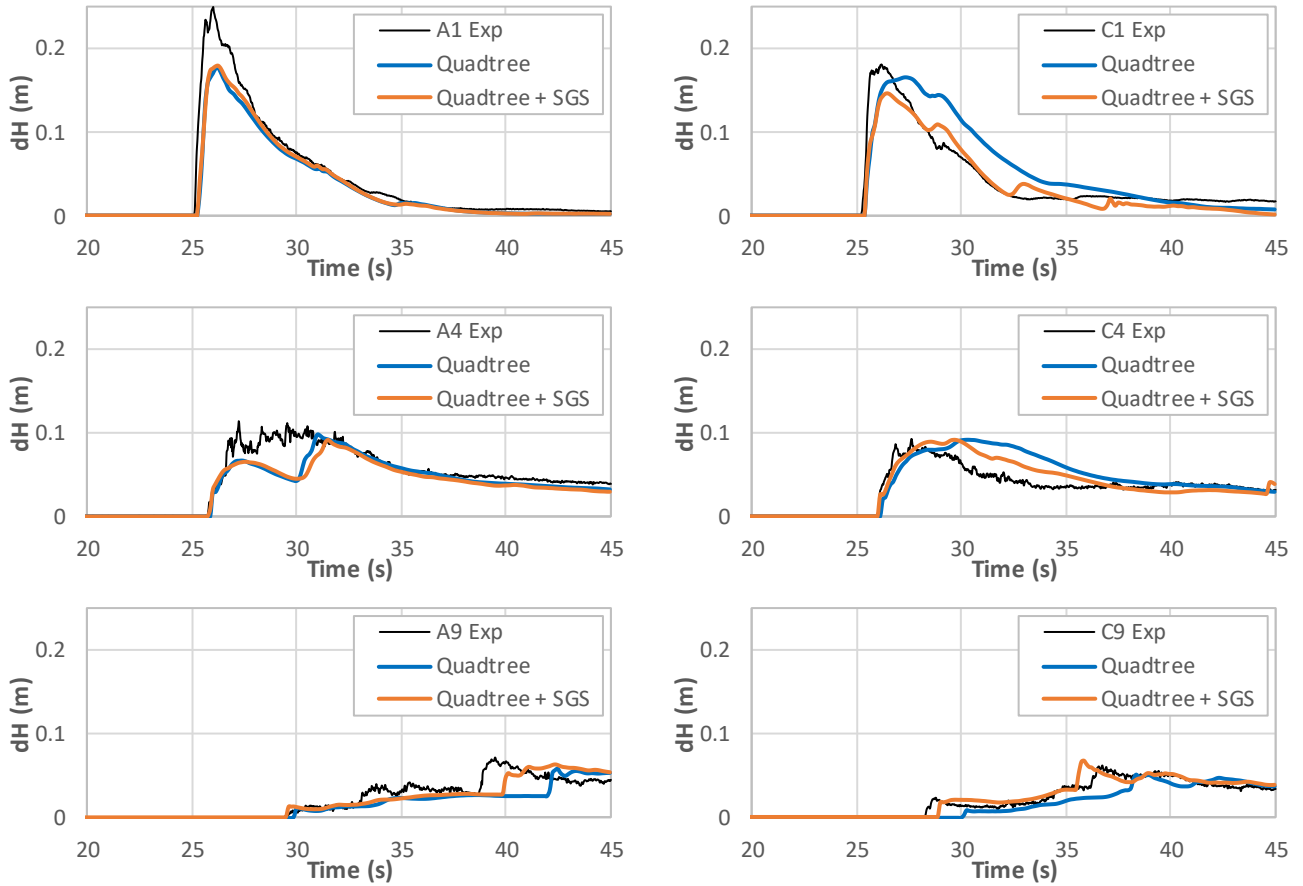 A1 Exp
Quadtree
Quadtree + SGS
0.2
0.1
0
dH (m)
20 25 30 35 40 45
Time (s)
C1 Exp
Quadtree
Quadtree + SGS
0.2
0.1
0
dH (m)
20 25 30 35 40 45
Time (s)
A4 Exp
Quadtree
Quadtree + SGS
0.2
0.1
0
dH (m)
20 25 30 35 40 45
Time (s)
C4 Exp
Quadtree
Quadtree + SGS
0.2
0.1
0
dH (m)
20 25 30 35 40 45
Time (s)
A9 Exp
Quadtree
Quadtree + SGS
0.2
0.1
0
dH (m)
20 25 30 35 40 45
Time (s)
C9 Exp
Quadtree
Quadtree + SGS
0.2
0.1
0
dH (m)
20 25 30 35 40 45
Time (s)